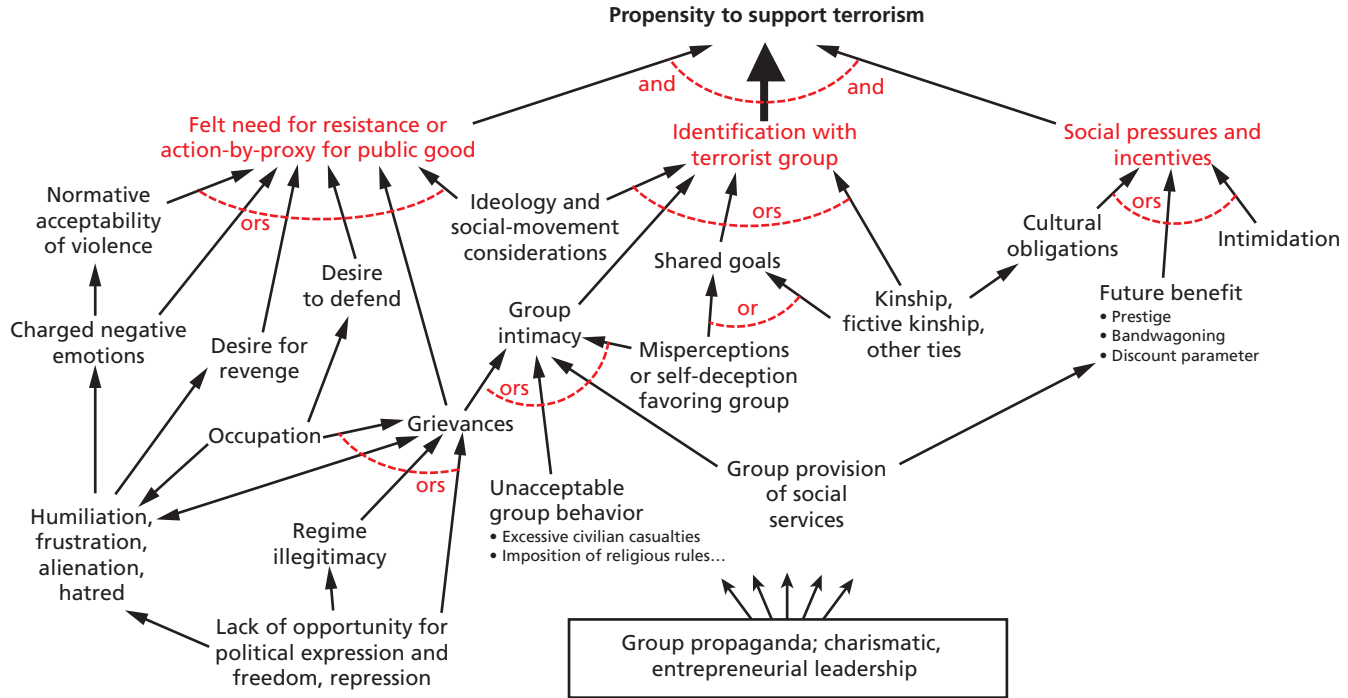 Propensity to support terrorism
and
and
Felt need for resistance or
action-by-proxy for public good
Identification with
terrorist group
Social pressures and
incentives
Normative
acceptability
of violence
ors
Ideology and
social-movement
considerations
ors
Cultural
obligations
ors
Intimidation
Desire
to defend
Shared goals
or
Kinship,
fictive kinship,
other ties
Future benefit
• Prestige
• Bandwagoning
• Discount parameter
Charged negative
emotions
Desire for
revenge
Group
intimacy
ors
Misperceptions
or self-deception
favoring group
Occupation
Grievances
ors
Humiliation,
frustration,
alienation,
hatred
Regime
illegitimacy
Unacceptable
group behavior
• Excessive civilian casualties
• Imposition of religious rules…
Group provision
of social
services
Lack of opportunity for
political expression and
freedom, repression
Group propaganda; charismatic,
entrepreneurial leadership